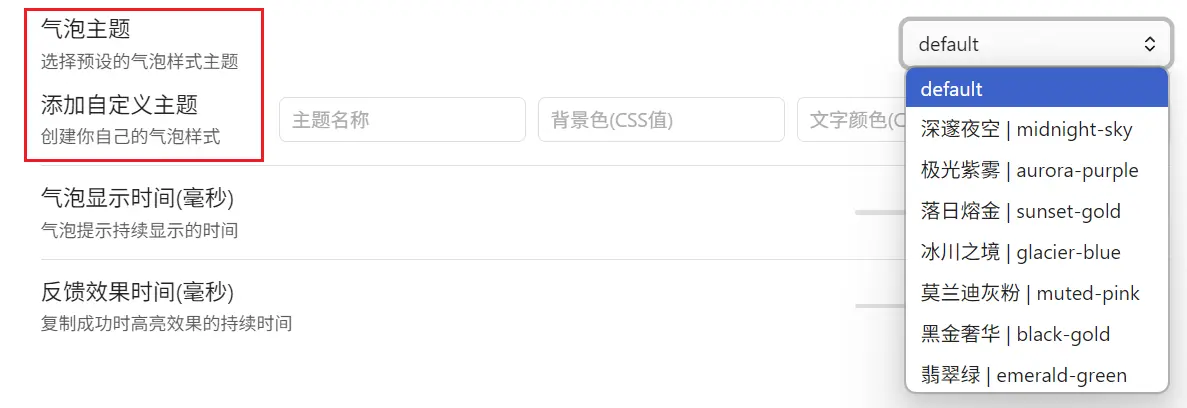 气泡主题
选择预设的气泡样式主题
default
default
添加自定义主题
创建你自己的气泡样式
主题名称
背景色(CSS值)
文字颜色(C
深邃夜空 | midnight-sky
极光紫雾 | aurora-purple
落日熔金 | sunset-gold
冰川之境 | glacier-blue
莫兰迪灰粉 | muted-pink
黑金奢华 | black-gold
翡翠绿 | emerald-green
气泡显示时间(毫秒)
气泡提示持续显示的时间
反馈效果时间(毫秒)
复制成功时高亮效果的持续时间